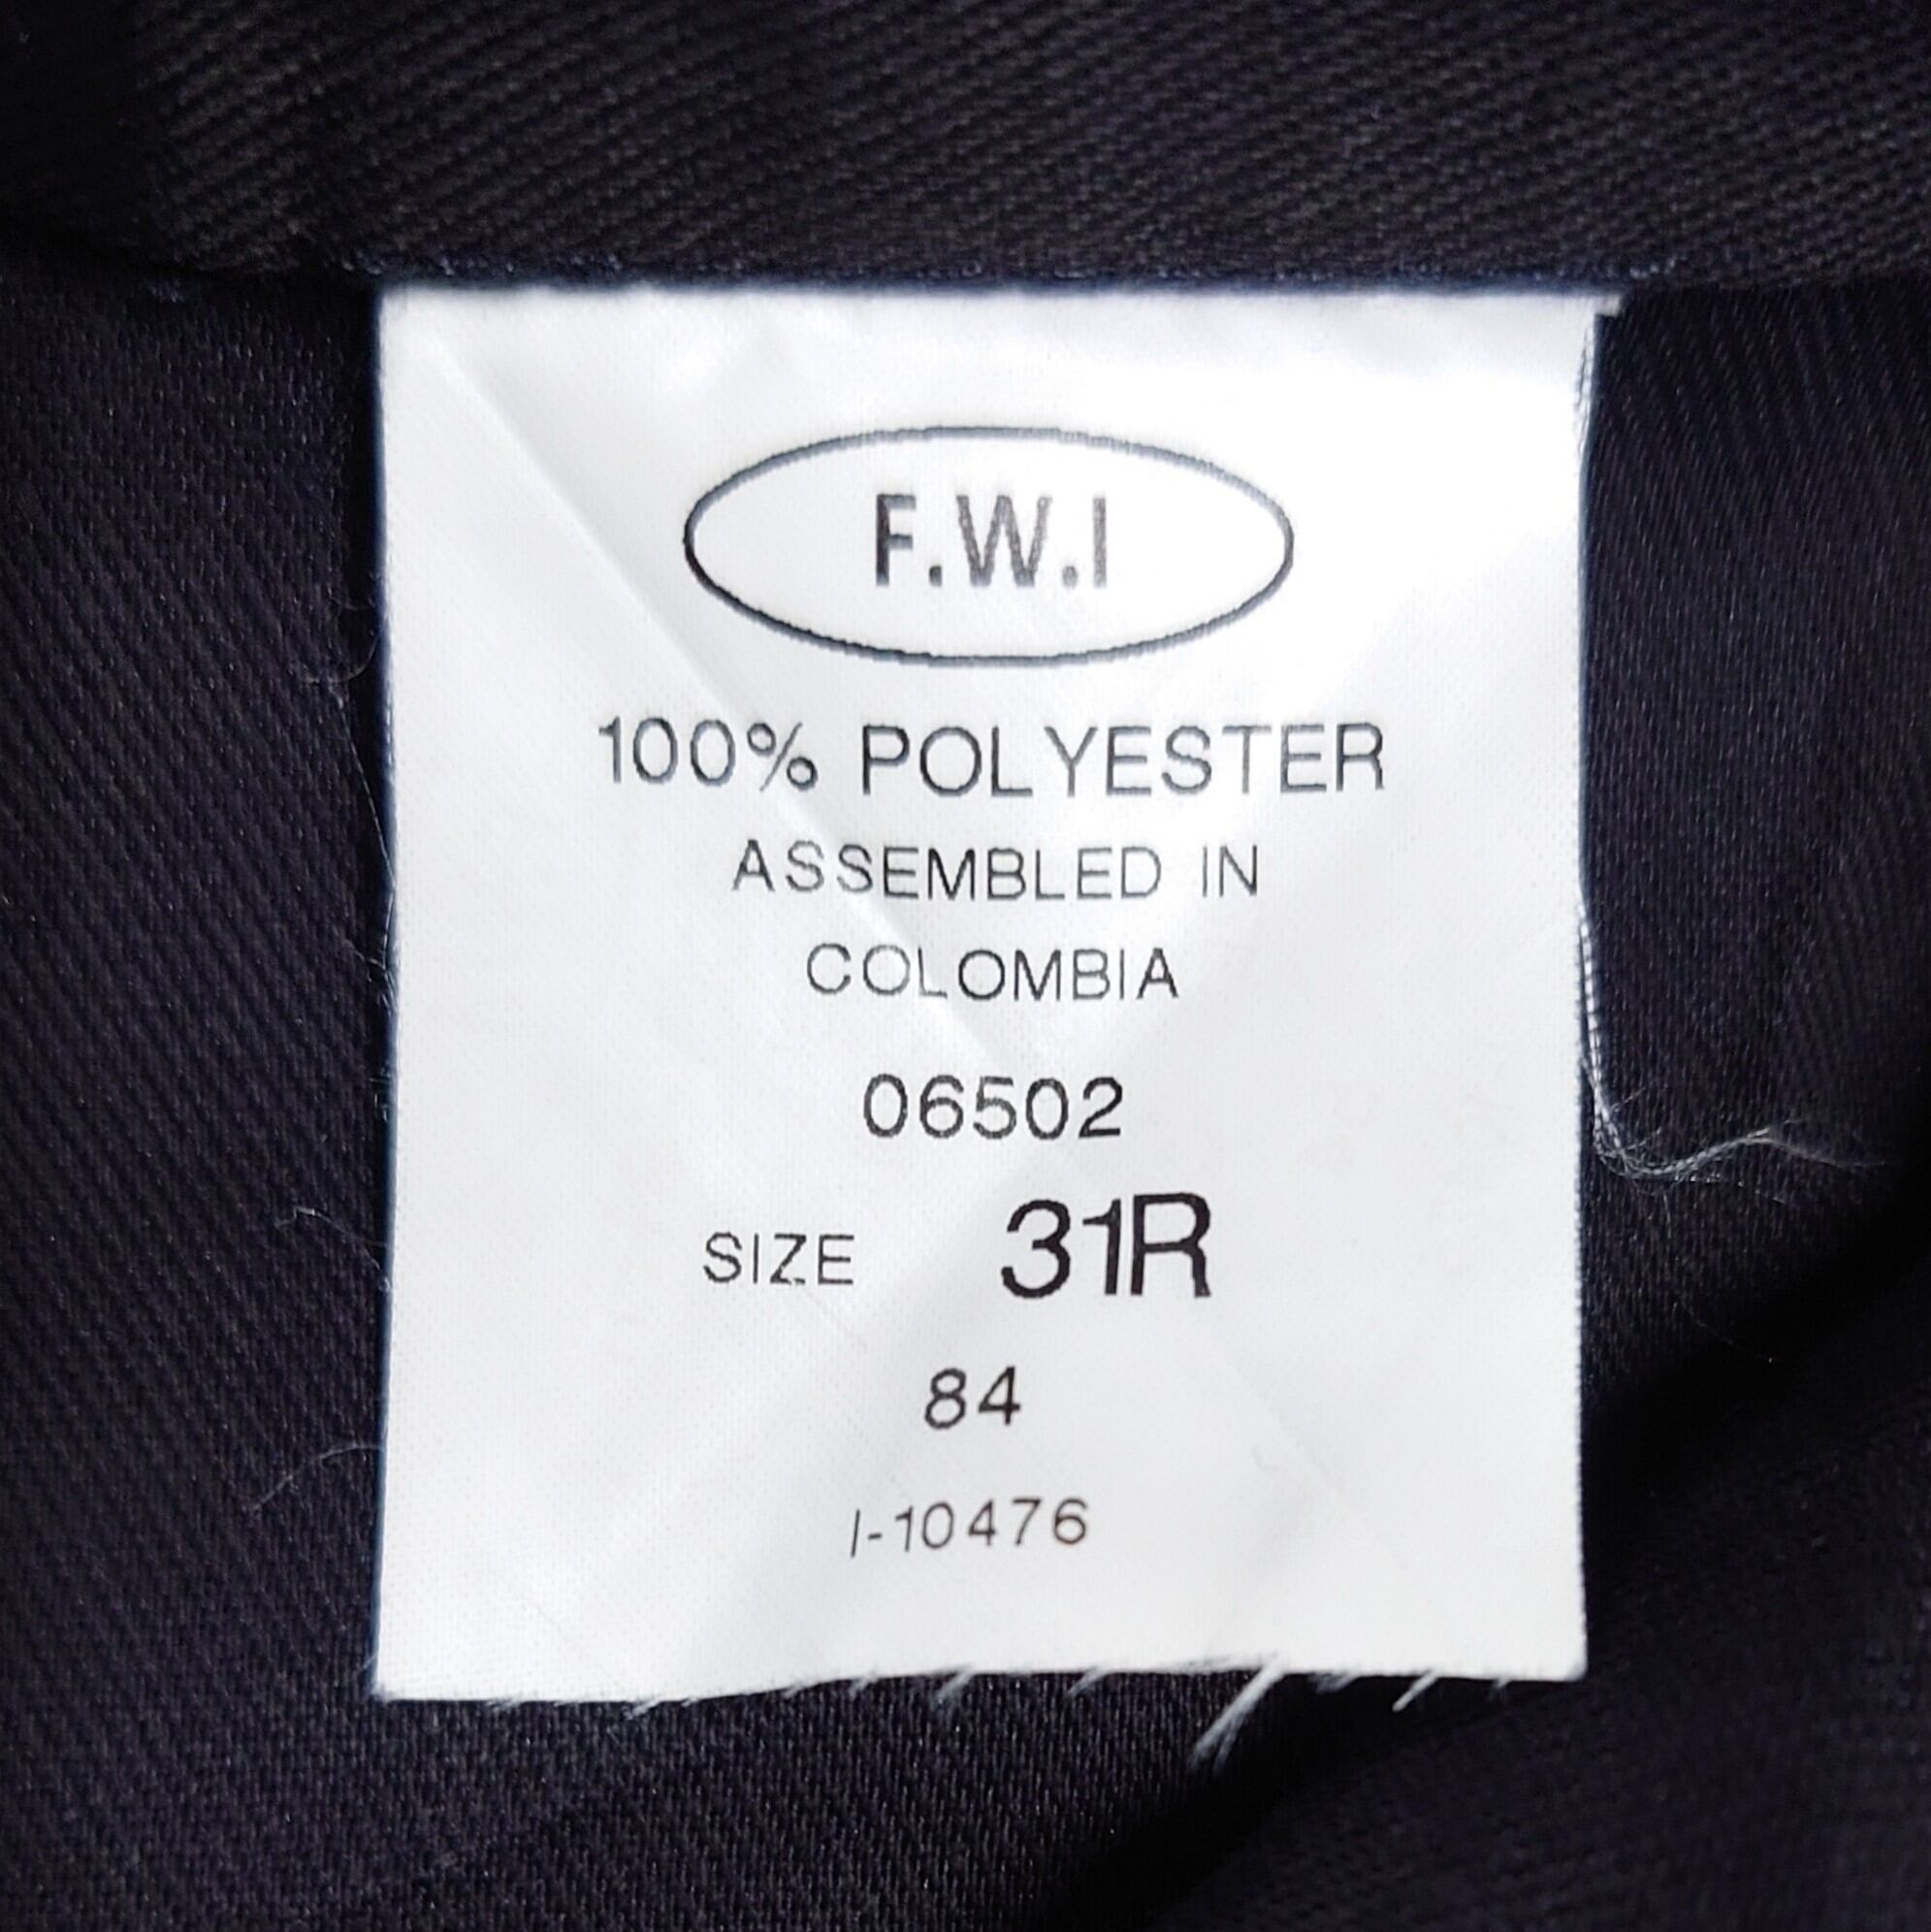 F.W.I
100% POLYESTER
ASSEMBLED IN
COLOMBIA
06502
SIZE 31R
84
I-10476